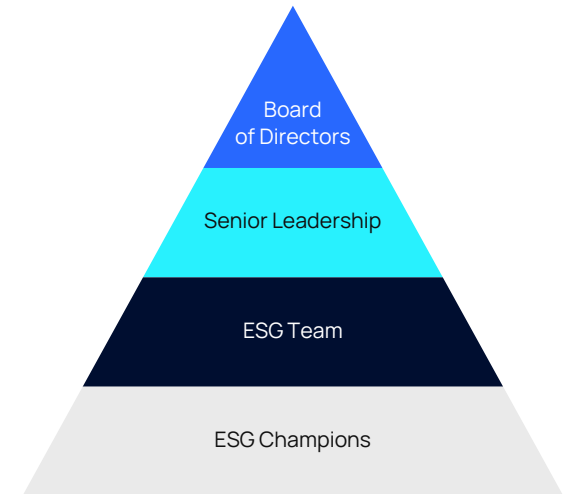 Board
of Directors
Senior Leadership
ESG Team
ESG Champions